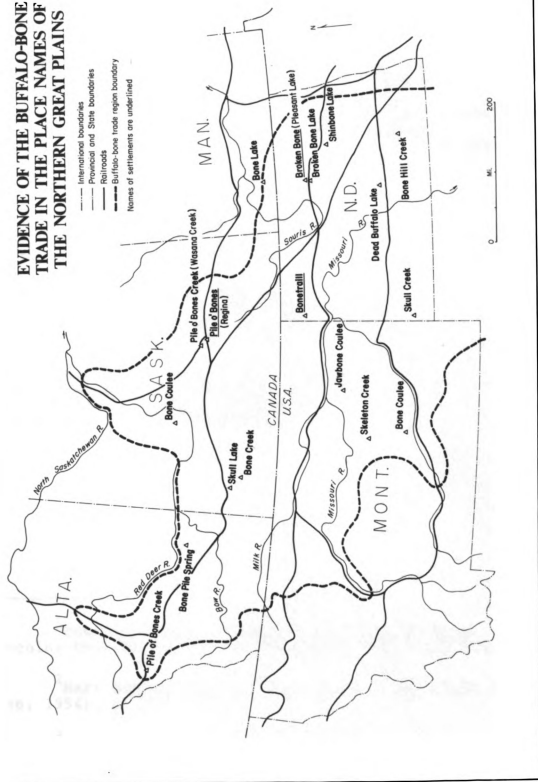 EVIDENCE OF THE BUFFALO-BONE
TRADE IN THE PLACE NAMES OF
THE NORTHERN GREAT PLAINS
International boundaries
Provincial and State boundaries
Railroads
Buffalo-bone trade region boundary
Names of settlements are underlined
N
ALTA.
SASK.
MAN.
North Saskatchewan R.
Red Deer R.
Bow R.
Pile of Bones Creek
Bone Pile Spring
Bone Coulee
Skull Lake
Bone Creek
Pile o' Bones Creek (Wasana Creek)
Pile o' Bones
(Regina)
Bone Lake
Souris R.
CANADA
U.S.A.
Milk R.
Missouri R.
MONT.
Jawbone Coulee
Skeleton Creek
Bone Coulee
Bonetraill
Missouri R.
N.D.
Broken Bone (Pleasant Lake)
Broken Bone Lake
Shinbone Lake
Dead Buffalo Lake
Bone Hill Creek
Skull Creek
0 MI. 200